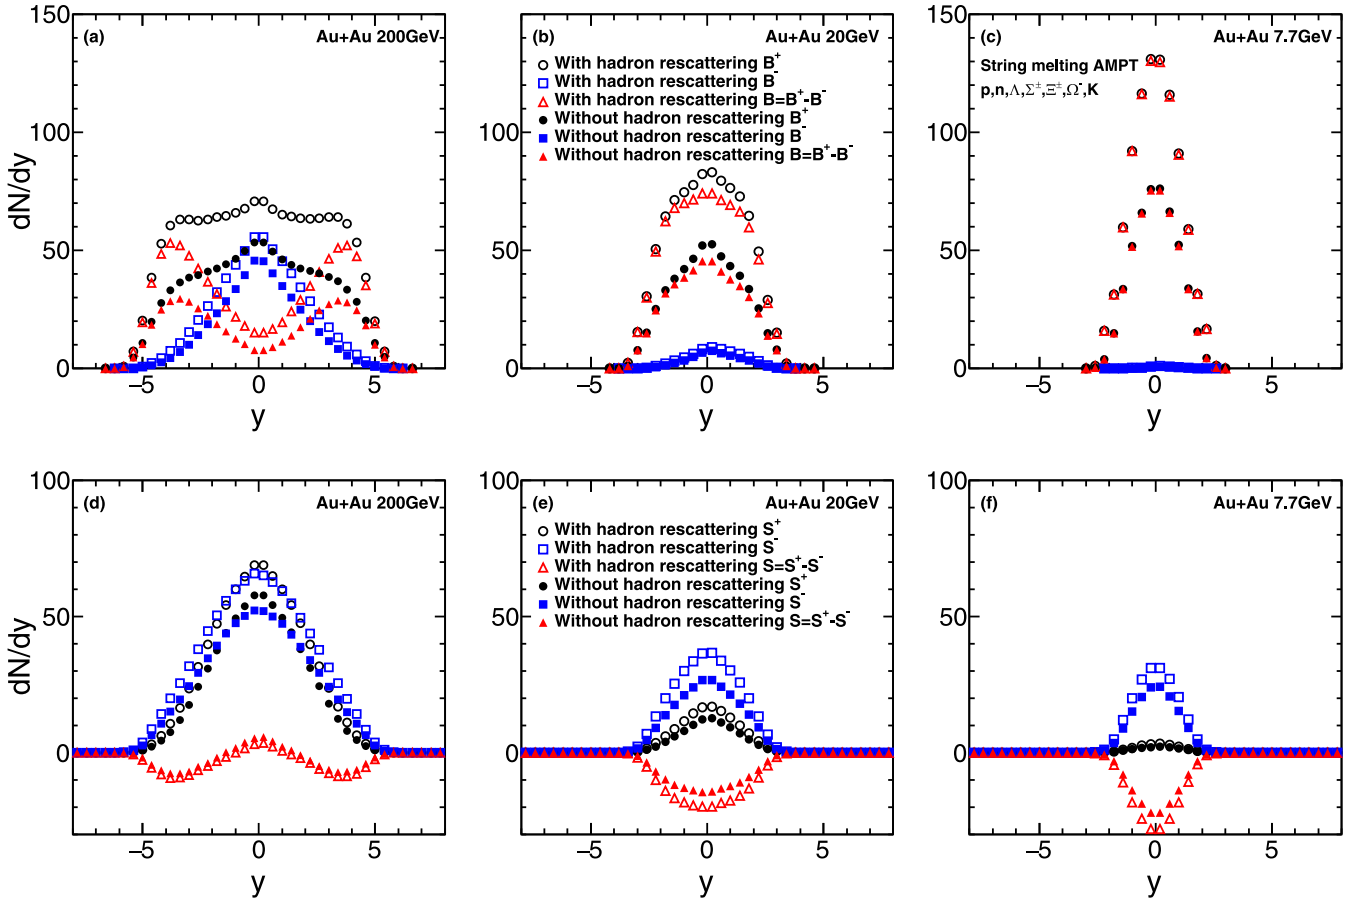 150
(a) Au+Au 200GeV
100
dN/dy
50
0
−5 0 5
y
150
(b) Au+Au 20GeV
With hadron rescattering B⁺
With hadron rescattering B⁻
With hadron rescattering B=B⁺-B⁻
Without hadron rescattering B⁺
Without hadron rescattering B⁻
Without hadron rescattering B=B⁺-B⁻
100
50
0
−5 0 5
y
150
(c) Au+Au 7.7GeV
String melting AMPT
p,n,Λ,Σ±,Ξ±,Ω⁻,K
100
50
0
−5 0 5
y
100
(d) Au+Au 200GeV
dN/dy
50
0
−5 0 5
y
100
(e) Au+Au 20GeV
With hadron rescattering S⁺
With hadron rescattering S⁻
With hadron rescattering S=S⁺-S⁻
Without hadron rescattering S⁺
Without hadron rescattering S⁻
Without hadron rescattering S=S⁺-S⁻
50
0
−5 0 5
y
100
(f) Au+Au 7.7GeV
50
0
−5 0 5
y